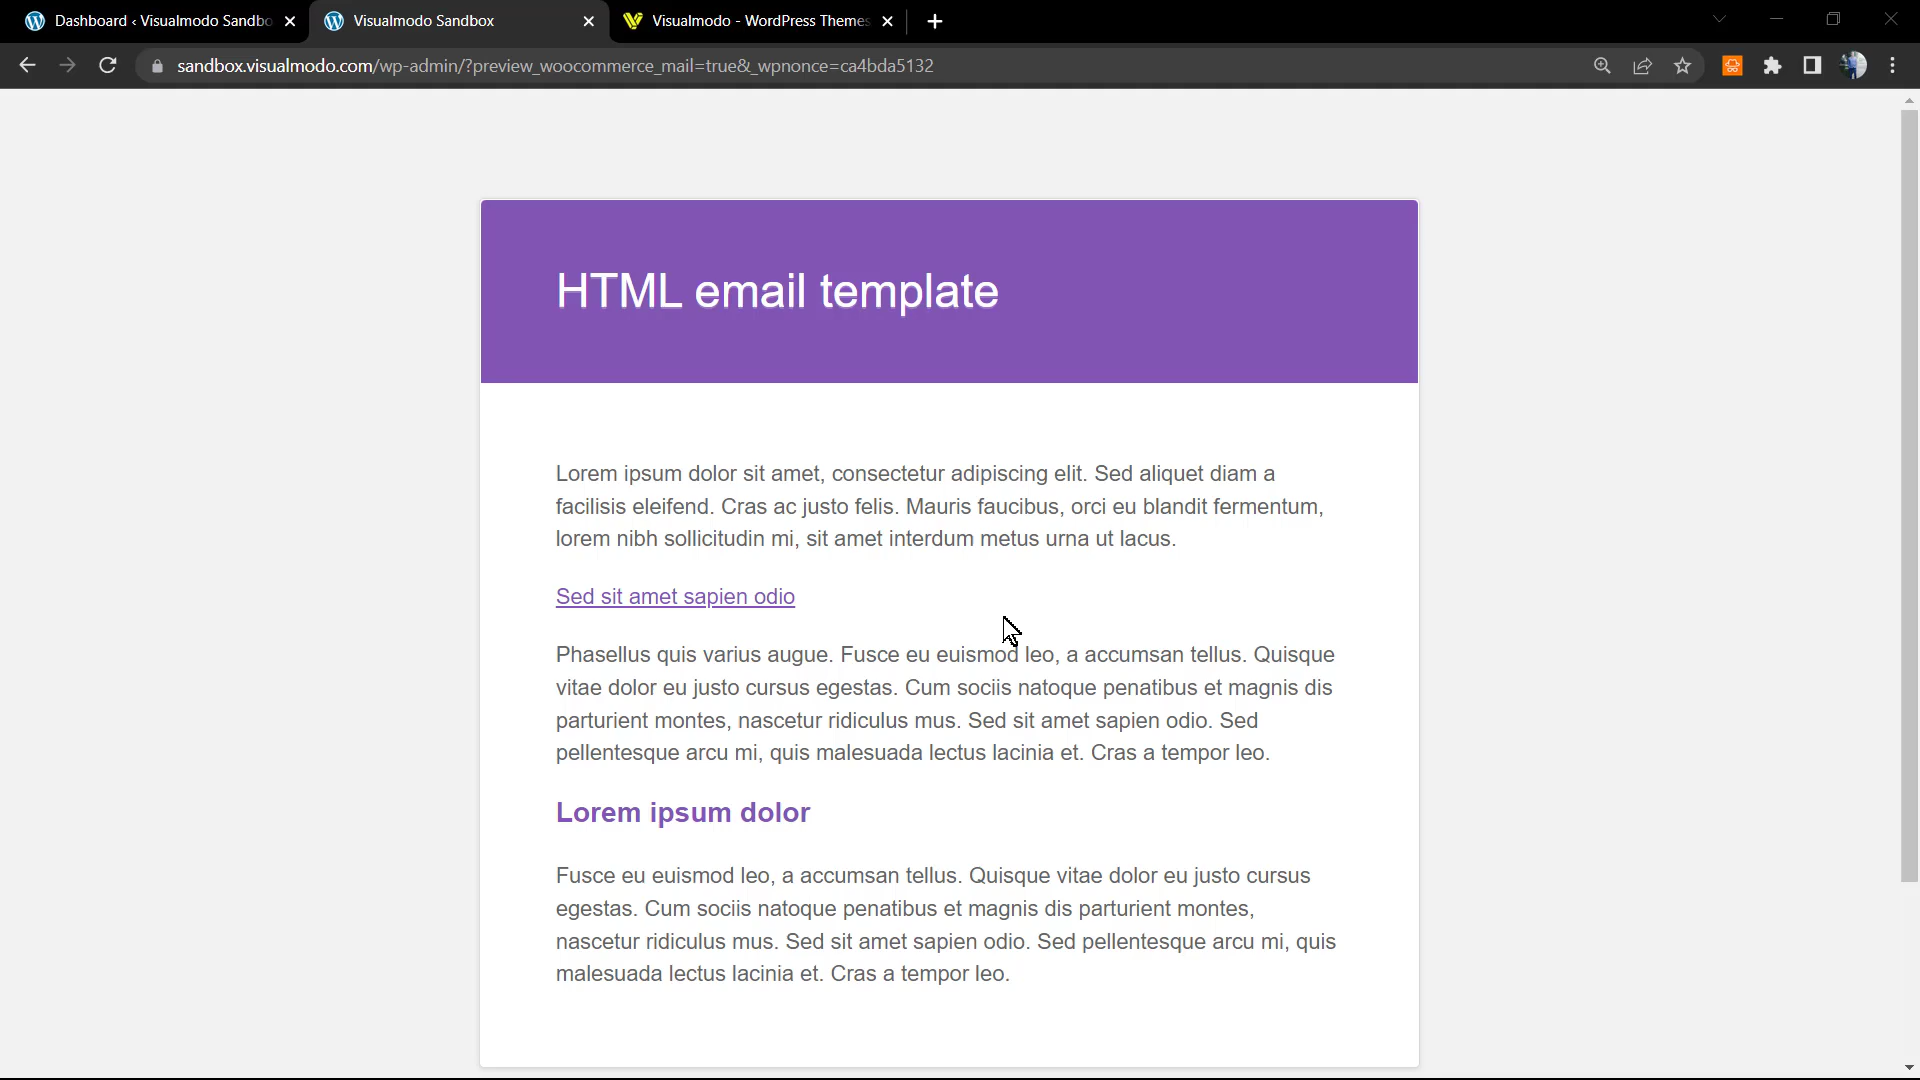 Dashboard ‹ Visualmodo Sandbo
Visualmodo Sandbox
Visualmodo - WordPress Themes
sandbox.visualmodo.com/wp-admin/?preview_woocommerce_mail=true&_wpnonce=ca4bda5132
HTML email template
Lorem ipsum dolor sit amet, consectetur adipiscing elit. Sed aliquet diam a
facilisis eleifend. Cras ac justo felis. Mauris faucibus, orci eu blandit fermentum,
lorem nibh sollicitudin mi, sit amet interdum metus urna ut lacus.
Sed sit amet sapien odio
Phasellus quis varius augue. Fusce eu euismod leo, a accumsan tellus. Quisque
vitae dolor eu justo cursus egestas. Cum sociis natoque penatibus et magnis dis
parturient montes, nascetur ridiculus mus. Sed sit amet sapien odio. Sed
pellentesque arcu mi, quis malesuada lectus lacinia et. Cras a tempor leo.
Lorem ipsum dolor
Fusce eu euismod leo, a accumsan tellus. Quisque vitae dolor eu justo cursus
egestas. Cum sociis natoque penatibus et magnis dis parturient montes,
nascetur ridiculus mus. Sed sit amet sapien odio. Sed pellentesque arcu mi, quis
malesuada lectus lacinia et. Cras a tempor leo.